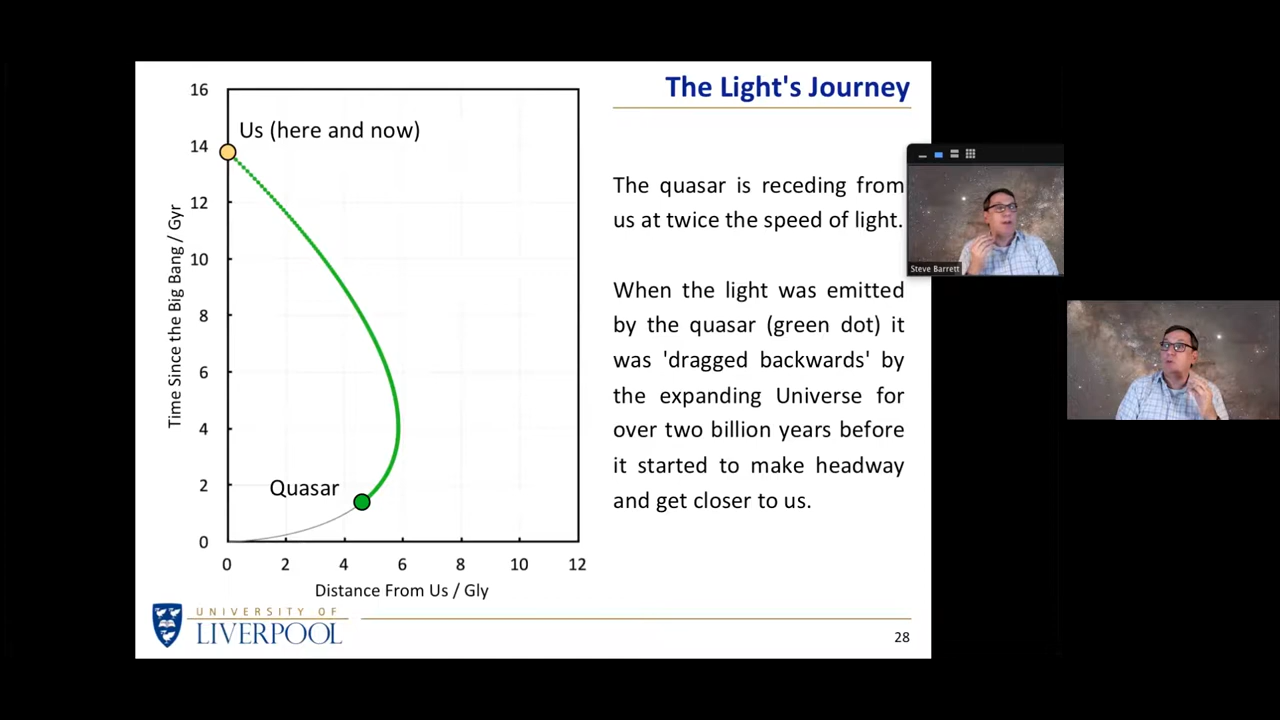 The Light's Journey
16
14
12
10
8
6
4
2
0
Time Since the Big Bang / Gyr
Us (here and now)
Quasar
0 2 4 6 8 10 12
Distance From Us / Gly
The quasar is receding from
us at twice the speed of light.
When the light was emitted
by the quasar (green dot) it
was 'dragged backwards' by
the expanding Universe for
over two billion years before
it started to make headway
and get closer to us.
Steve Barrett
UNIVERSITY OF
LIVERPOOL
28